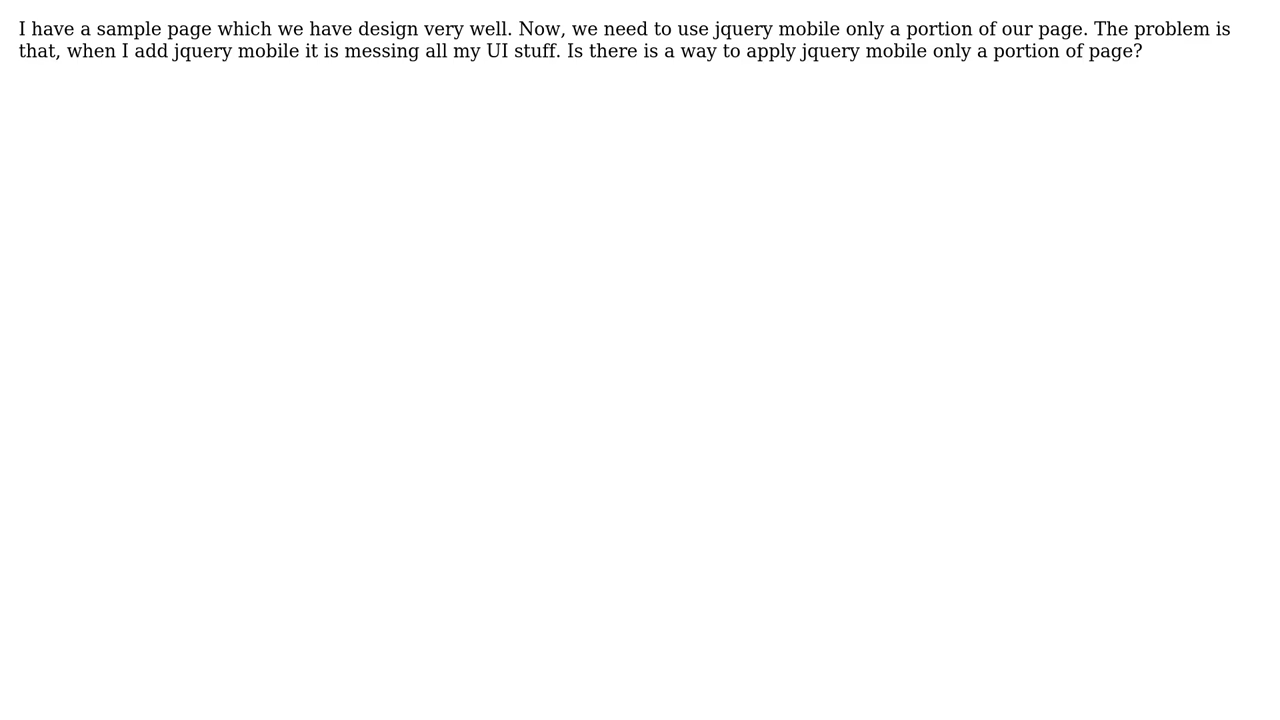 I have a sample page which we have design very well. Now, we need to use jquery mobile only a portion of our page. The problem is
that, when I add jquery mobile it is messing all my UI stuff. Is there is a way to apply jquery mobile only a portion of page?